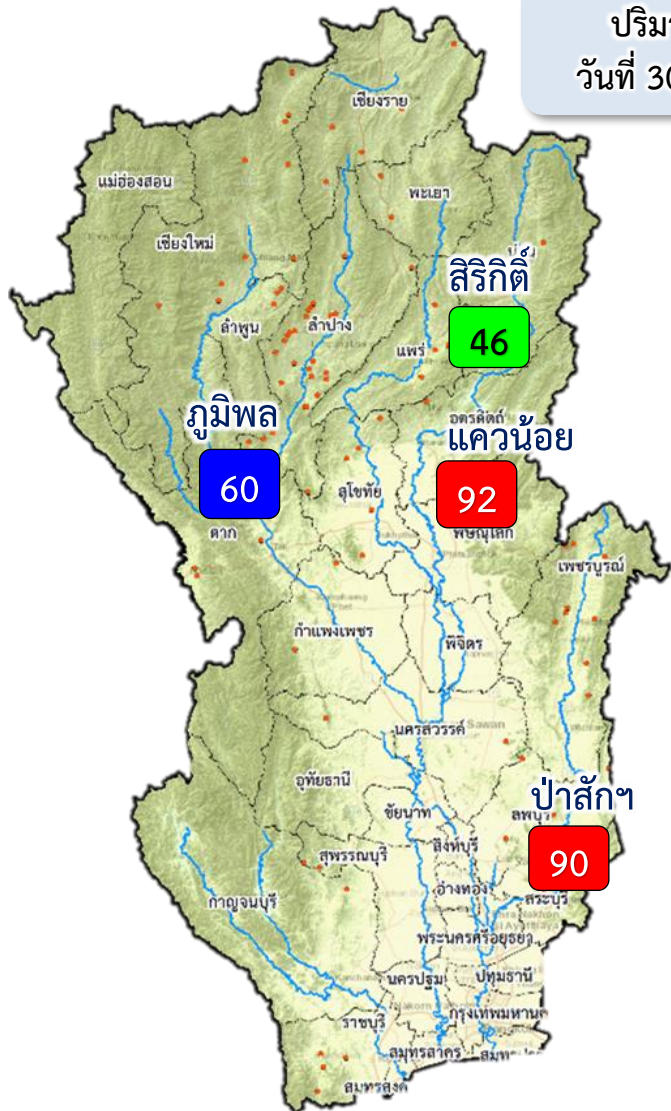 ปริม
วันที่ 30
เชียงราย
แม่ฮ่องสอน
พะเยา
เชียงใหม่
น่าน
สิริกิติ์
46
ลำพูน
ลำปาง
แพร่
อุตรดิตถ์
ภูมิพล
60
แควน้อย
92
สุโขทัย
ตาก
พิษณุโลก
เพชรบูรณ์
กำแพงเพชร
พิจิตร
นครสวรรค์
Sawan
อุทัยธานี
ป่าสักฯ
90
ชัยนาท
ลพบุรี
สิงห์บุรี
สุพรรณบุรี
อ่างทอง
กาญจนบุรี
สระบุรี
พระนครศรีอยุธยา
นครปฐม
ปทุมธานี
ราชบุรี
กรุงเทพมหานค
สมุทรสาคร
สมุทรป
สมุทรสงค